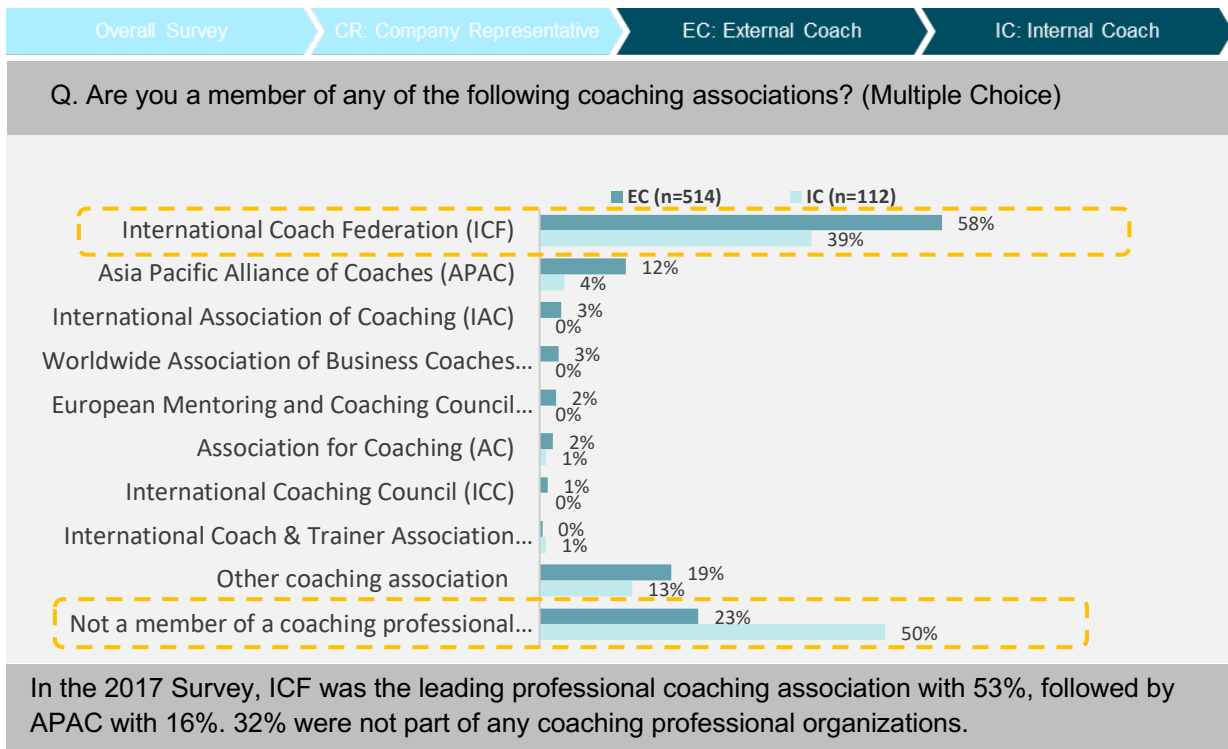 Overall Survey
CR: Company Representative
EC: External Coach
IC: Internal Coach
Q. Are you a member of any of the following coaching associations? (Multiple Choice)
EC (n=514)
IC (n=112)
International Coach Federation (ICF)
58%
39%
Asia Pacific Alliance of Coaches (APAC)
12%
4%
International Association of Coaching (IAC)
3%
0%
Worldwide Association of Business Coaches...
3%
0%
European Mentoring and Coaching Council...
2%
0%
Association for Coaching (AC)
2%
1%
International Coaching Council (ICC)
1%
0%
International Coach & Trainer Association...
0%
1%
Other coaching association
19%
13%
Not a member of a coaching professional...
23%
50%
In the 2017 Survey, ICF was the leading professional coaching association with 53%, followed by
APAC with 16%. 32% were not part of any coaching professional organizations.